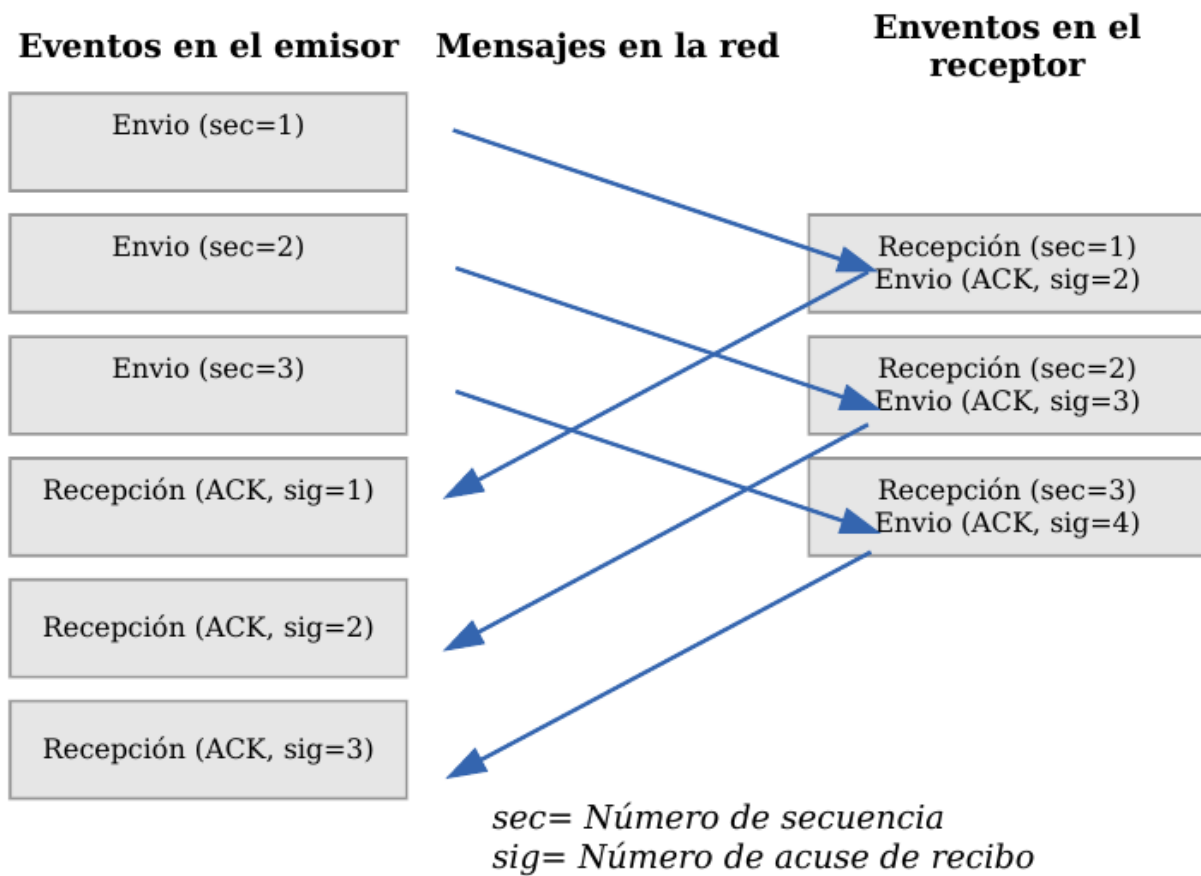 Eventos en el emisor
Mensajes en la red
Enventos en el
receptor
Envio (sec=1)
Envio (sec=2)
Envio (sec=3)
Recepción (ACK, sig=1)
Recepción (ACK, sig=2)
Recepción (ACK, sig=3)
Recepción (sec=1)
Envio (ACK, sig=2)
Recepción (sec=2)
Envio (ACK, sig=3)
Recepción (sec=3)
Envio (ACK, sig=4)
sec= Número de secuencia
sig= Número de acuse de recibo